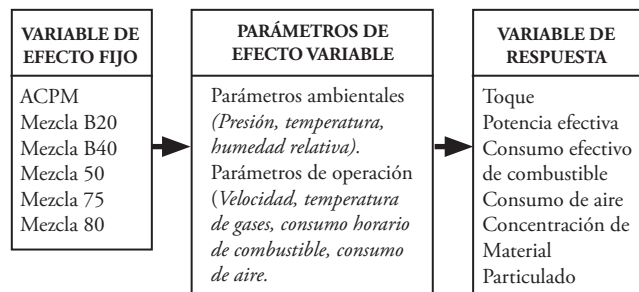 VARIABLE DE
EFECTO FIJO
ACPM
Mezcla B20
Mezcla B40
Mezcla 50
Mezcla 75
Mezcla 80
PARÁMETROS DE
EFECTO VARIABLE
Parámetros ambientales
(Presión, temperatura,
humedad relativa).
Parámetros de operación
(Velocidad, temperatura
de gases, consumo horario
de combustible, consumo
de aire.
VARIABLE DE
RESPUESTA
Toque
Potencia efectiva
Consumo efectivo
de combustible
Consumo de aire
Concentración de
Material
Particulado